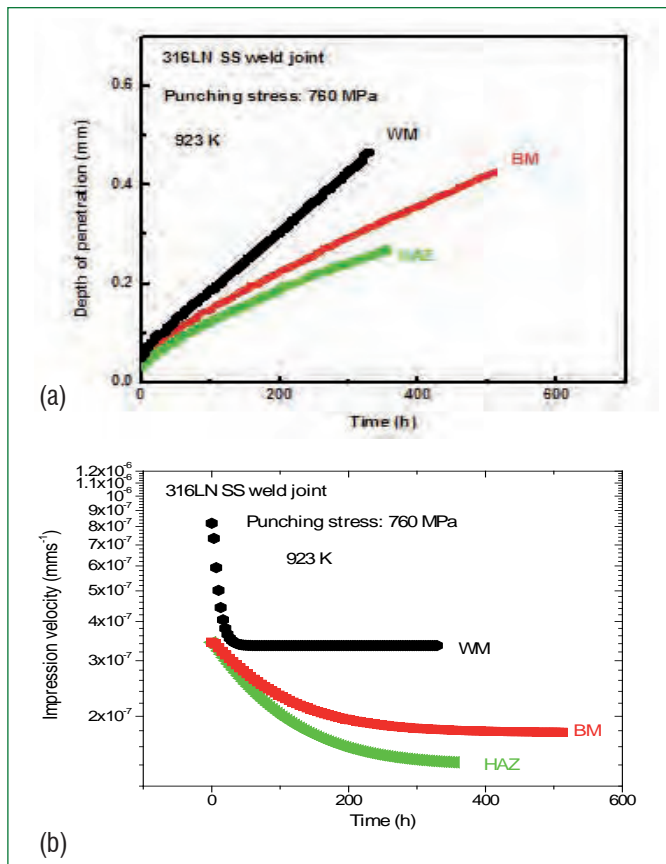 316LN SS weld joint
Punching stress: 760 MPa
923 K
WM
BM
HAZ
Depth of penetration (mm)
0.6
0.4
0.2
0.0
0
200
400
600
Time (h)
(a)
1.2x10⁻⁶
10⁻⁶
9x10⁻⁷
8x10⁻⁷
7x10⁻⁷
6x10⁻⁷
5x10⁻⁷
4x10⁻⁷
3x10⁻⁷
2x10⁻⁷
316LN SS weld joint
Punching stress: 760 MPa
923 K
WM
BM
HAZ
Impression velocity (mms⁻¹)
0
200
400
600
Time (h)
(b)